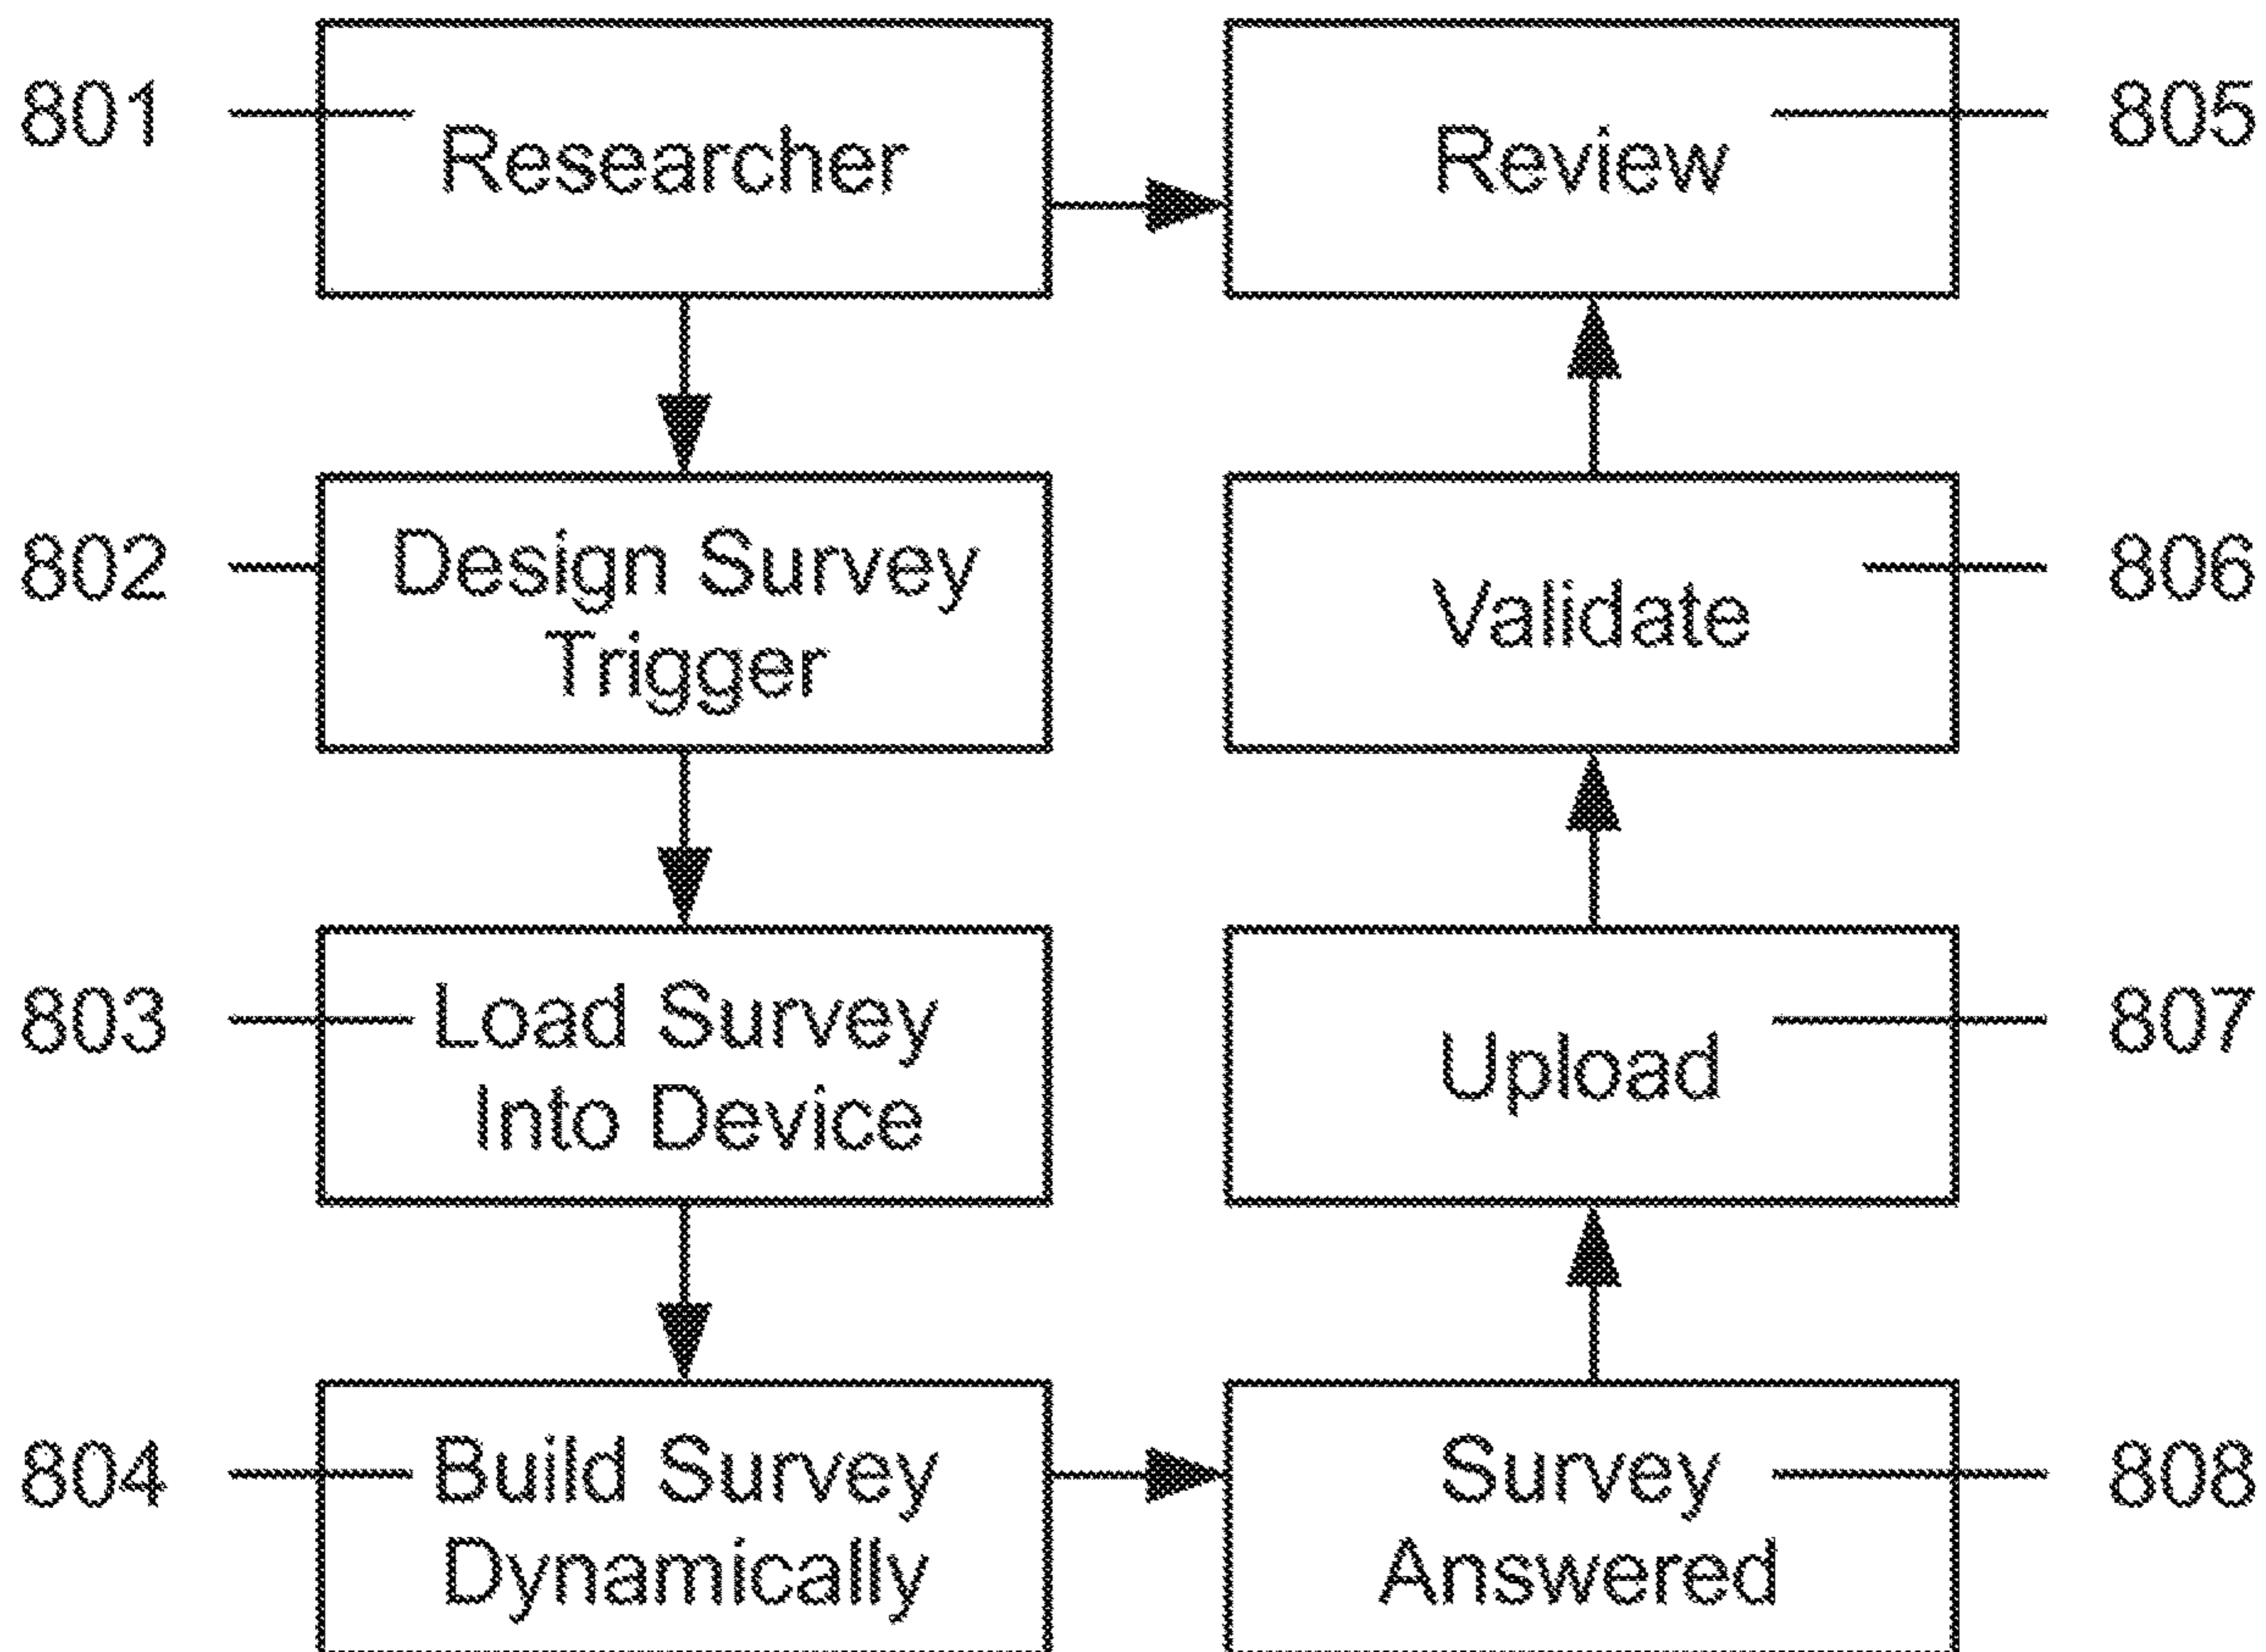 801
Researcher
Review
805
802
Design Survey
Trigger
Validate
806
803
Load Survey
Into Device
Upload
807
804
Build Survey
Dynamically
Survey
Answered
808